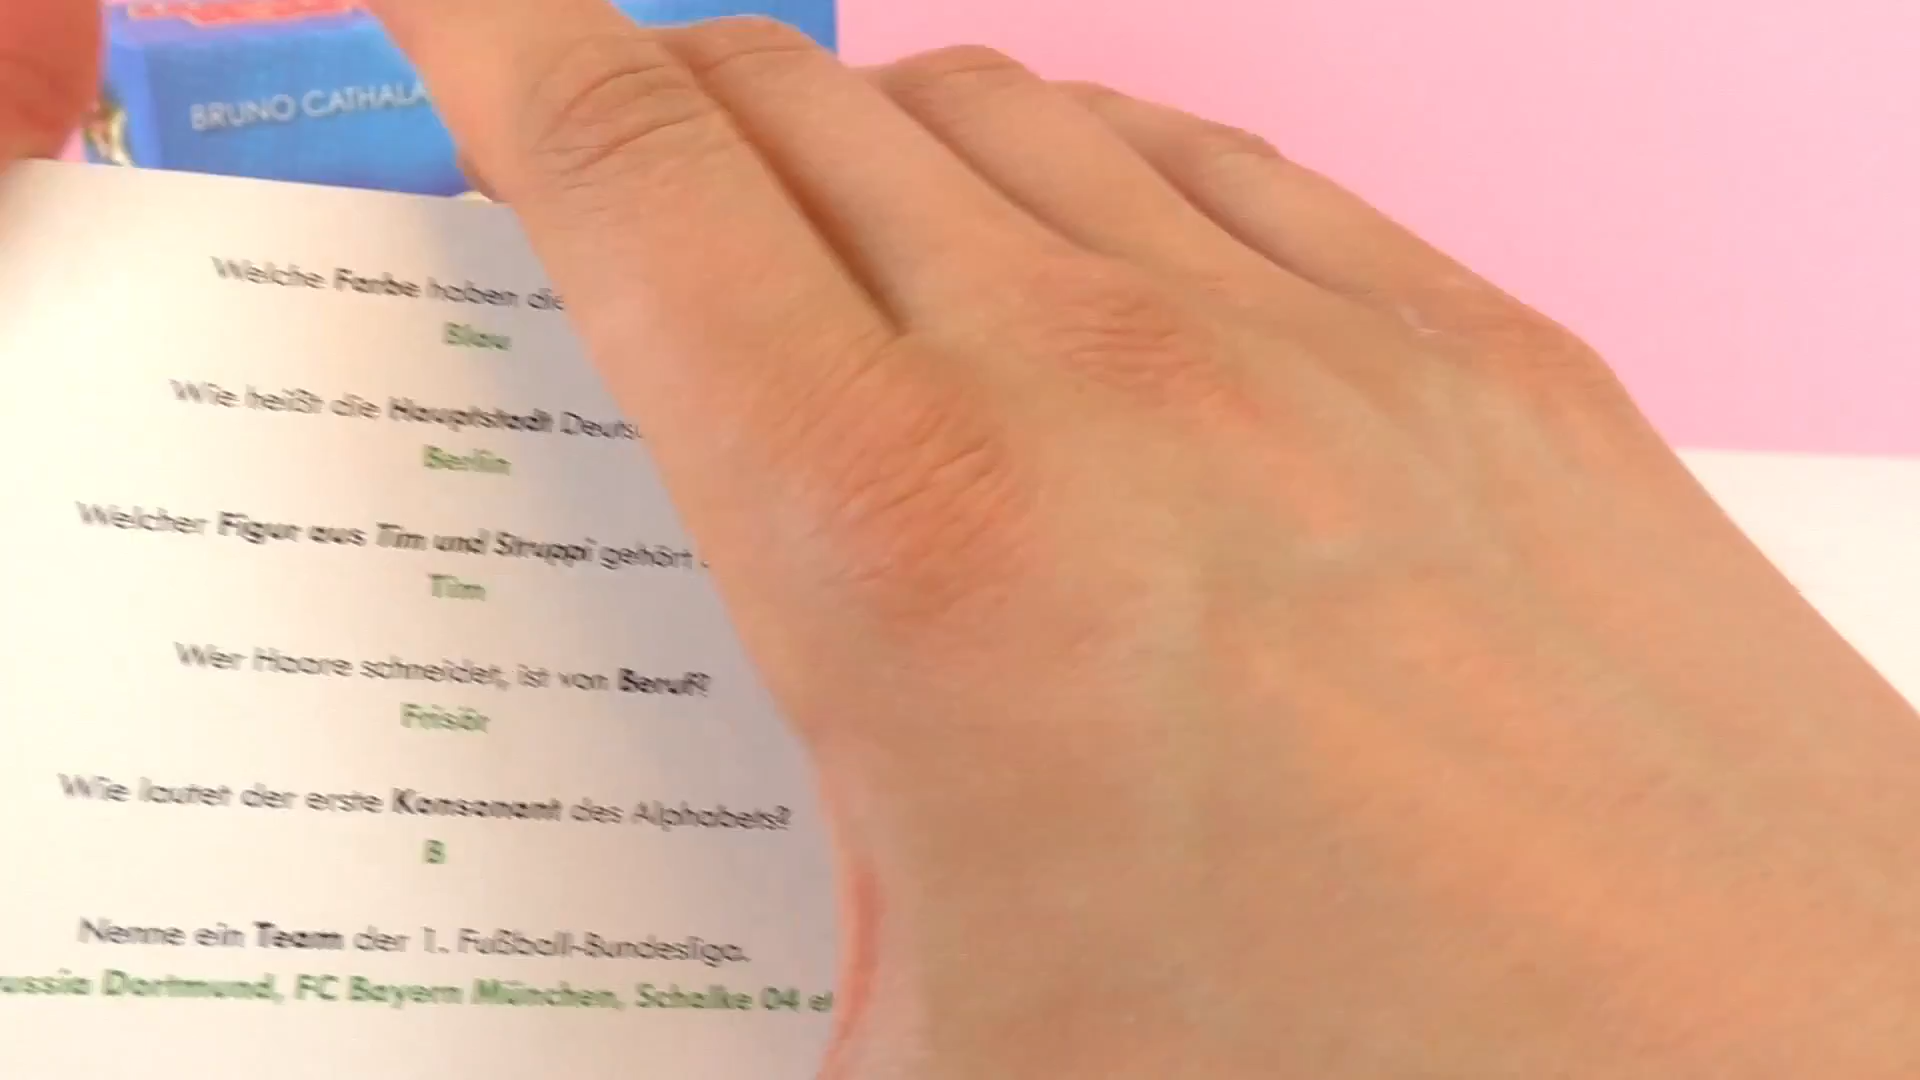 BRUNO CATHALA
Welche Farbe haben die
Blau
Wie heißt die Hauptstadt
Berlin
Welcher Figur aus Tim und Struppi gehört
Tim
Wer Haare schneidet, ist von Beruf?
Frisör
Wie lautet der erste Konsonant des Alphabets?
B
Nenne ein Team der 1. Fußball-Bundesliga.
Dortmund, FC Bayern München, Schalke 04